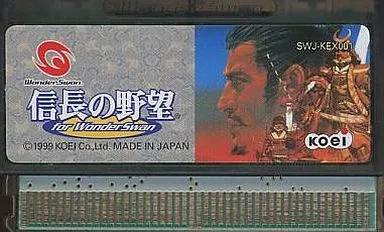 WonderSwan
信長の野望
for WonderSwan
©1999 KOEI Co.,Ltd. MADE IN JAPAN
SWJ-KEX001
KOEI